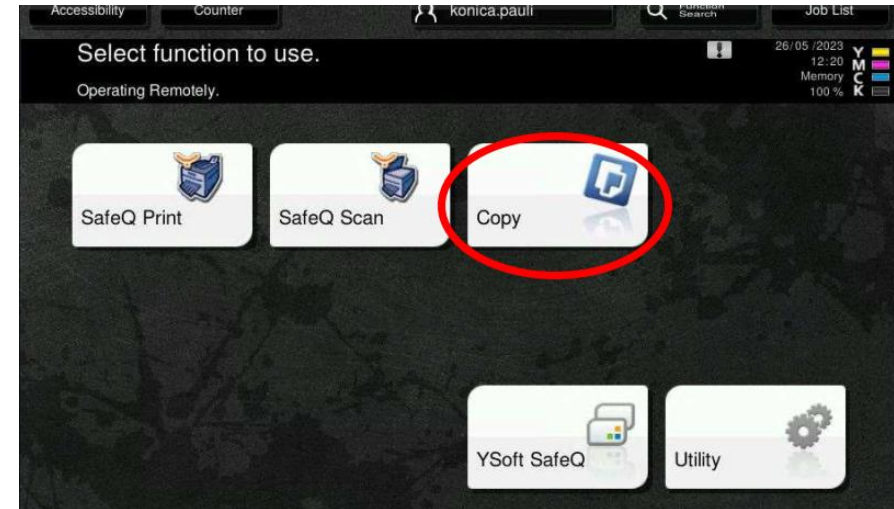 Accessibility
Counter
konica.pauli
Function
Search
Job List
Select function to use.
Operating Remotely.
26/05 /2023
12:20
Memory
100 %
Y
M
C
K
SafeQ Print
SafeQ Scan
Copy
YSoft SafeQ
Utility